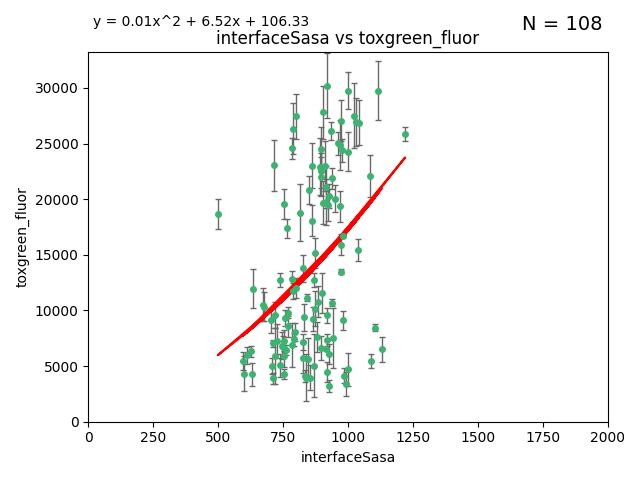 y = 0.01x^2 + 6.52x + 106.33
N = 108
interfaceSasa vs toxgreen_fluor
30000
25000
20000
15000
10000
5000
0
toxgreen_fluor
0 250 500 750 1000 1250 1500 1750 2000
interfaceSasa